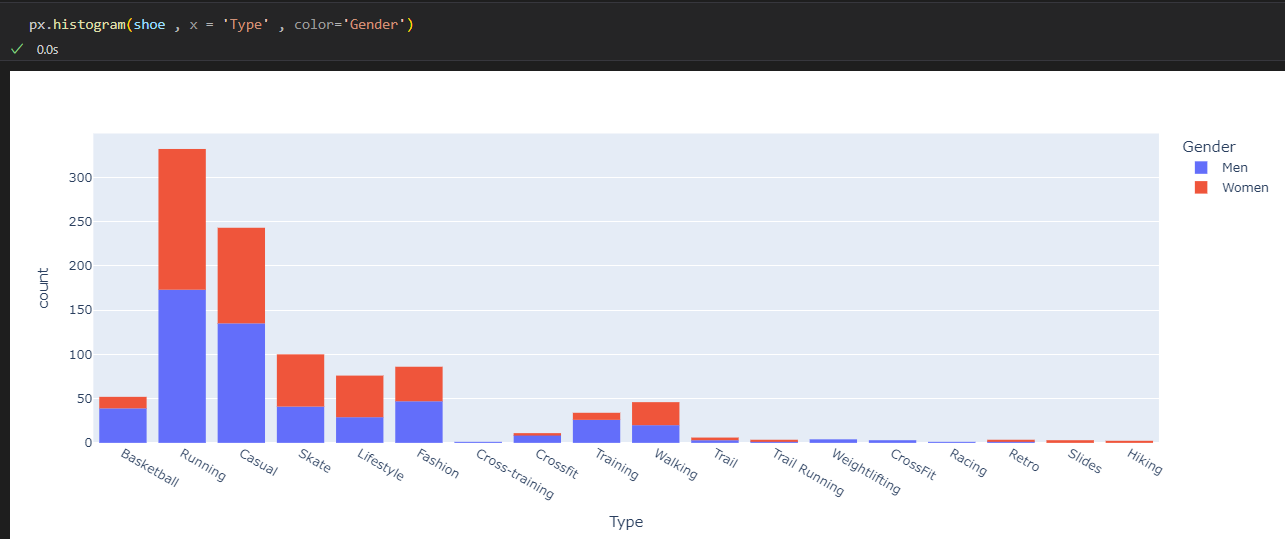 px.histogram(shoe , x = 'Type' , color='Gender')
0.0s
Gender
Men
Women
300
250
200
150
100
50
0
count
Basketball
Running
Casual
Skate
Lifestyle
Fashion
Cross-training
Crossfit
Training
Walking
Trail
Trail Running
Weightlifting
CrossFit
Racing
Retro
Slides
Hiking
Type